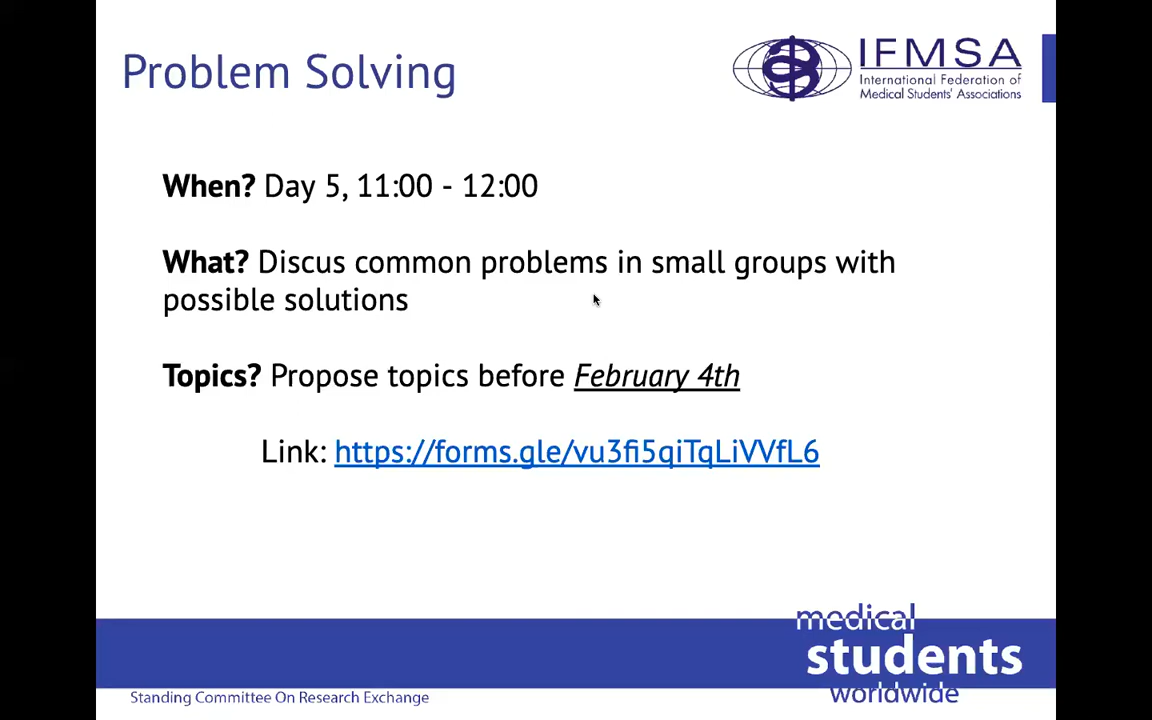 Problem Solving
IFMSA
International Federation of
Medical Students' Associations
When? Day 5, 11:00 - 12:00
What? Discus common problems in small groups with
possible solutions
Topics? Propose topics before February 4th
Link: https://forms.gle/vu3fi5qiTqLiVVfL6
medical
students
worldwide
Standing Committee On Research Exchange